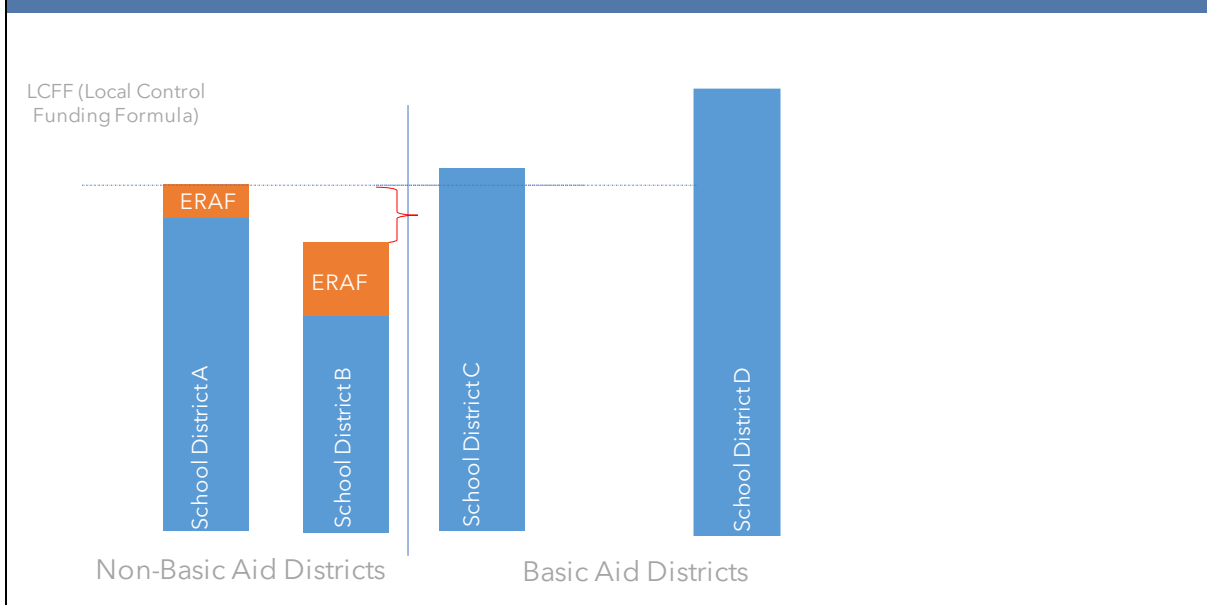 LCFF (Local Control
Funding Formula)
ERAF
ERAF
School District A
School District B
School District C
School District D
Non-Basic Aid Districts
Basic Aid Districts